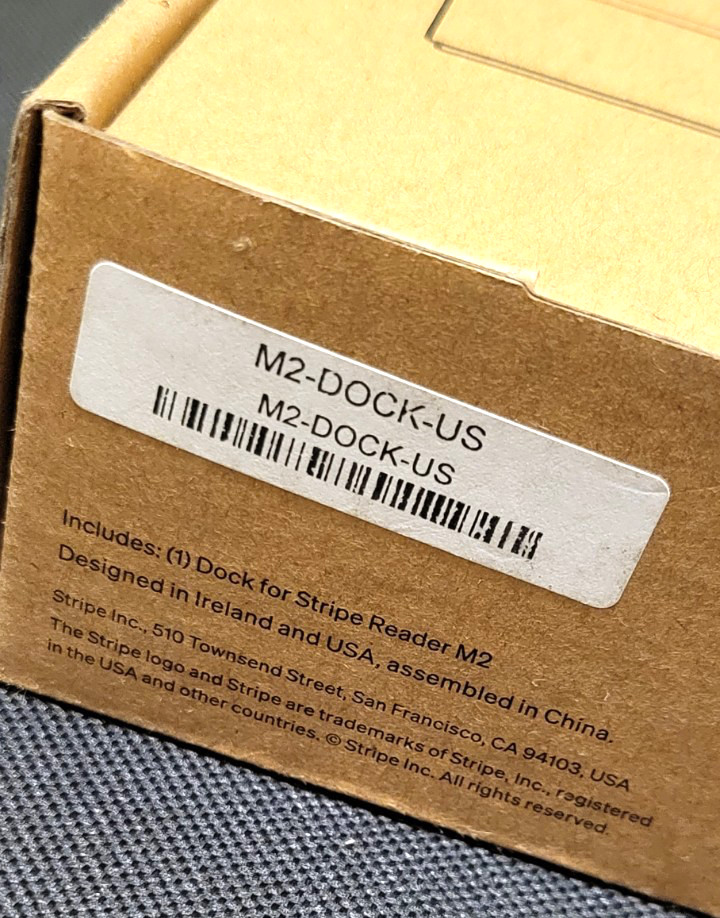 M2-DOCK-US
M2-DOCK-US
Includes: (1) Dock for Stripe Reader M2
Designed in Ireland and USA, assembled in China.
Stripe Inc., 510 Townsend Street, San Francisco, CA 94103, USA
The Stripe logo and Stripe are trademarks of Stripe, Inc., registered
in the USA and other countries. © Stripe Inc. All rights reserved.